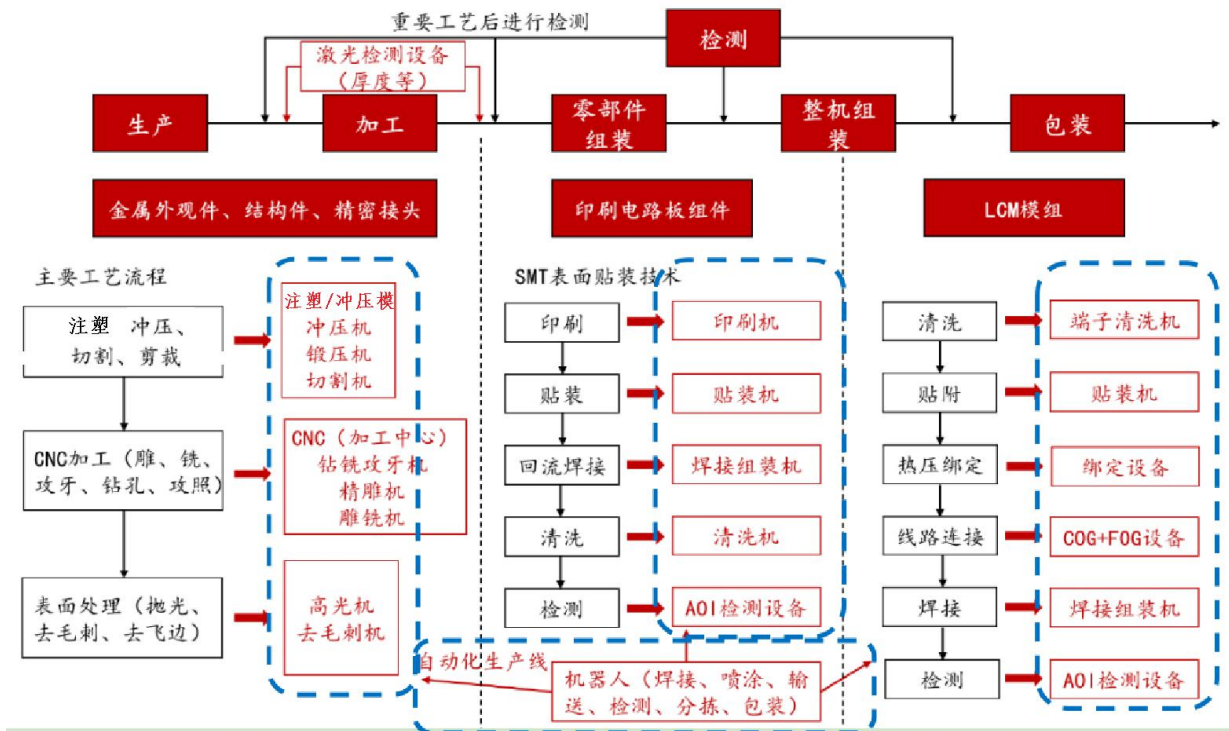 重要工艺后进行检测
检测
激光检测设备
（厚度等）
生产
加工
零部件
组装
整机组
装
包装
金属外观件、结构件、精密接头
印刷电路板组件
LCM模组
主要工艺流程
注塑 冲压、
切割、剪裁
注塑/冲压模
冲压机
锻压机
切割机
CNC加工（雕、铣、
攻牙、钻孔、攻照）
CNC（加工中心）
钻铣攻牙机
精雕机
雕铣机
表面处理（抛光、
去毛刺、去飞边）
高光机
去毛刺机
SMT表面贴装技术
印刷
印刷机
贴装
贴装机
回流焊接
焊接组装机
清洗
清洗机
检测
AOI检测设备
清洗
端子清洗机
贴附
贴装机
热压绑定
绑定设备
线路连接
COG+FOG设备
焊接
焊接组装机
检测
AOI检测设备
自动化生产线
机器人（焊接、喷涂、输
送、检测、分拣、包装）